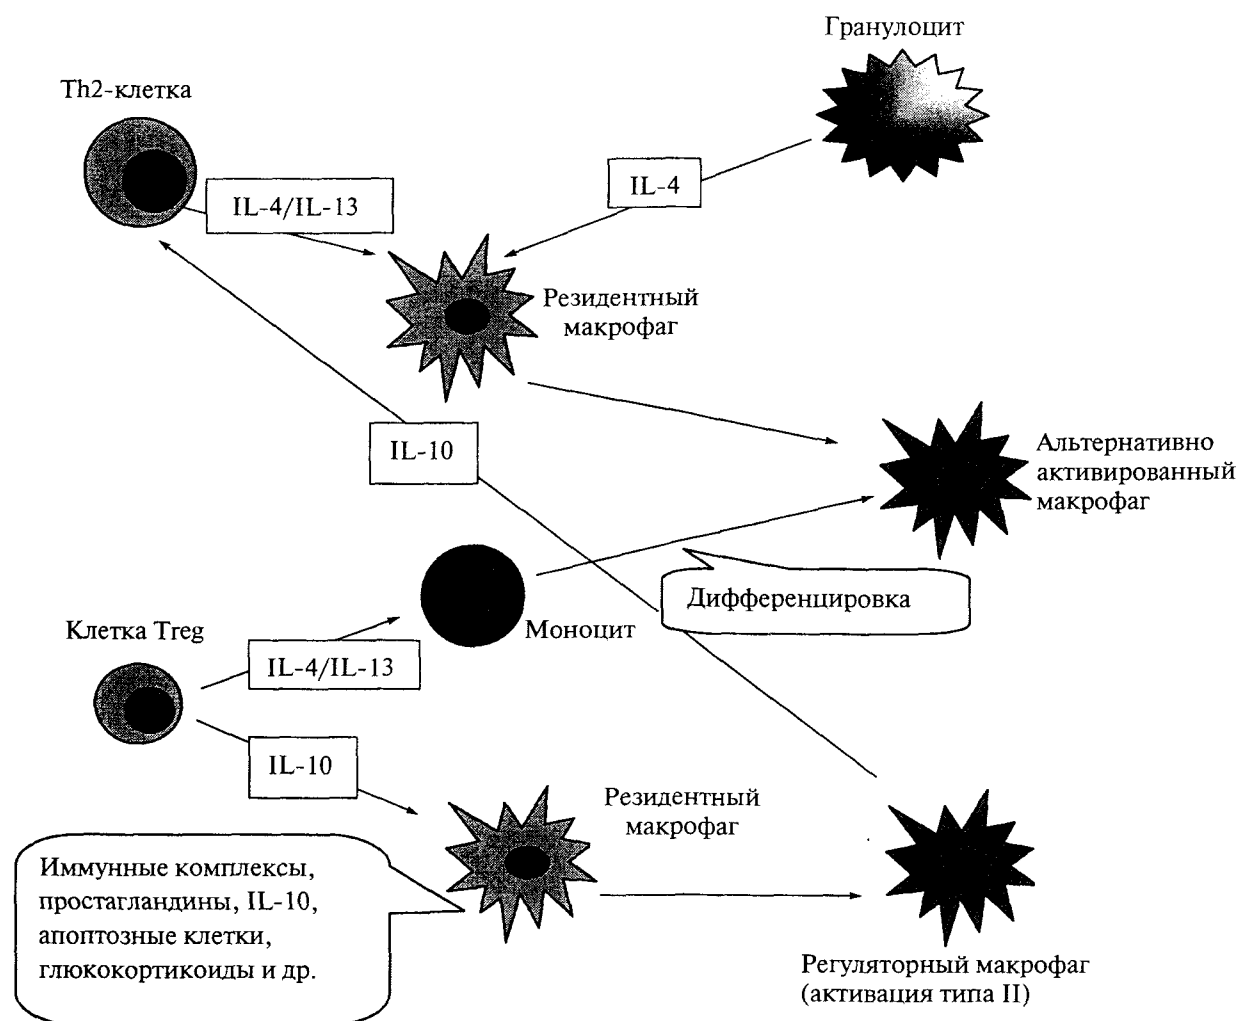 Гранулоцит
Th2-клетка
IL-4
IL-4/IL-13
Резидентный
макрофаг
IL-10
Альтернативно
активированный
макрофаг
Дифференцировка
Моноцит
Клетка Treg
IL-4/IL-13
IL-10
Резидентный
макрофаг
Иммунные комплексы,
простагландины, IL-10,
апоптозные клетки,
глюкокортикоиды и др.
Регуляторный макрофаг
(активация типа II)